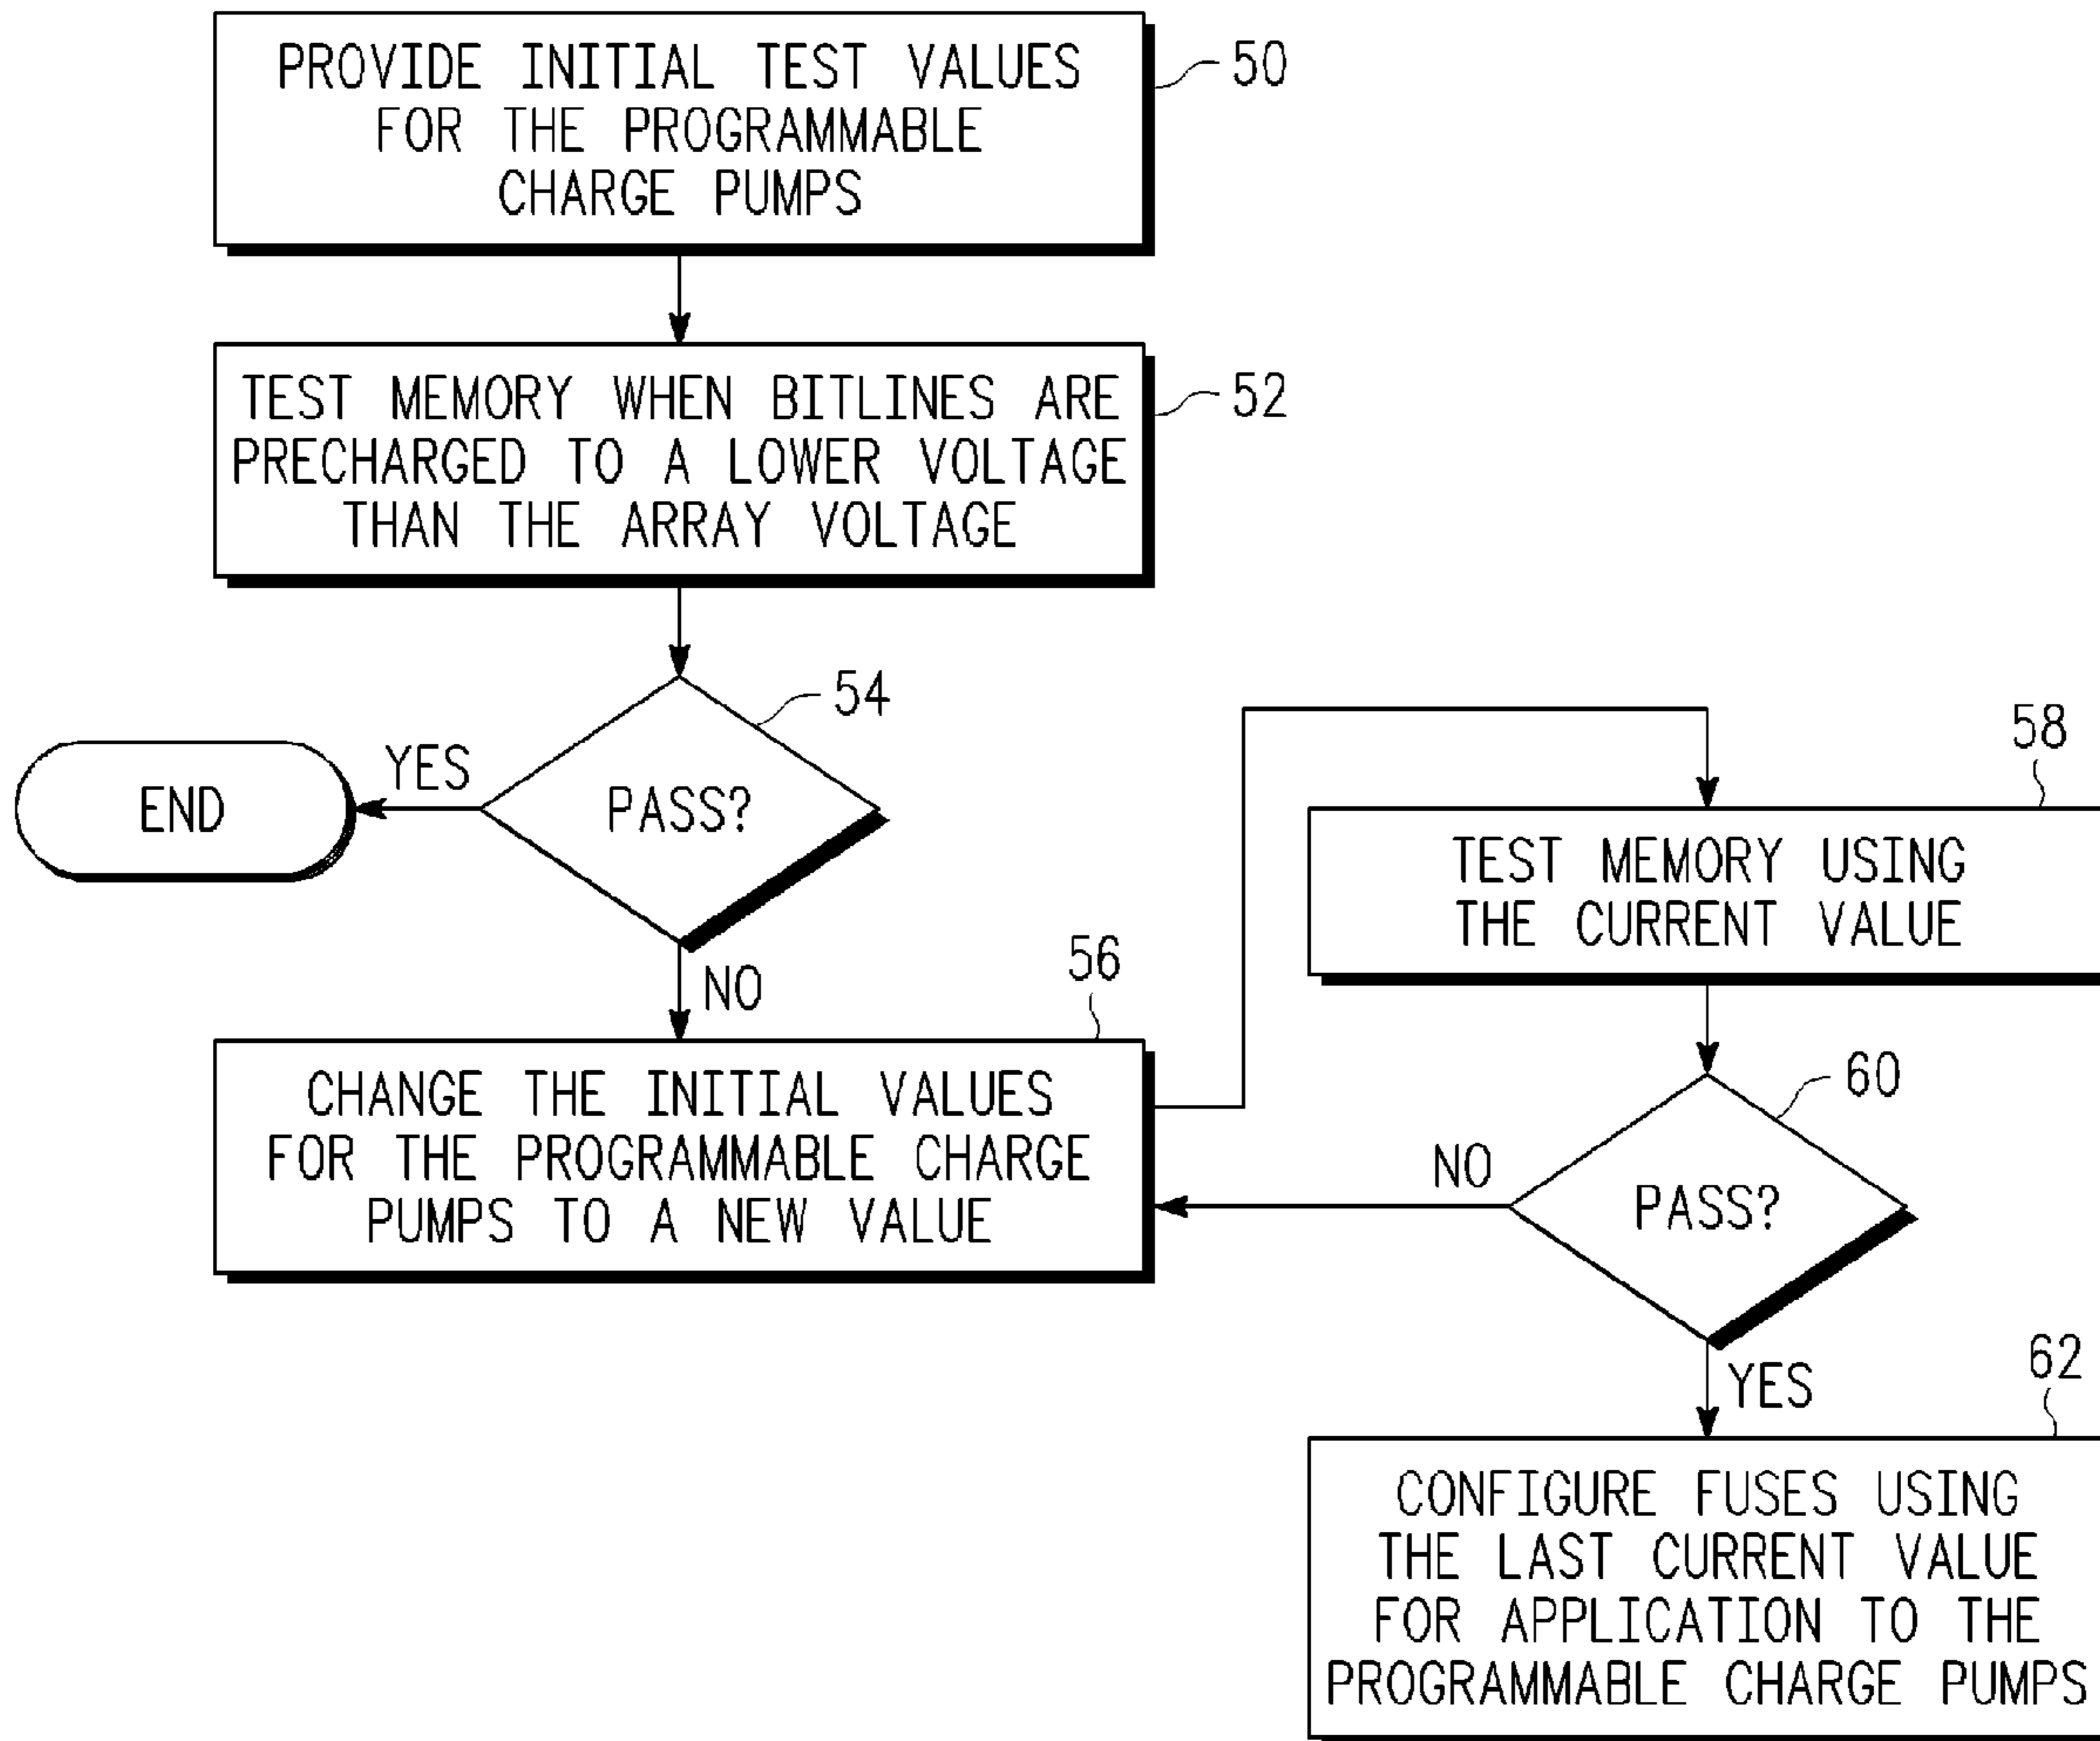 PROVIDE INITIAL TEST VALUES
FOR THE PROGRAMMABLE
CHARGE PUMPS
50
TEST MEMORY WHEN BITLINES ARE
PRECHARGED TO A LOWER VOLTAGE
THAN THE ARRAY VOLTAGE
52
54
PASS?
YES
END
NO
56
CHANGE THE INITIAL VALUES
FOR THE PROGRAMMABLE CHARGE
PUMPS TO A NEW VALUE
58
TEST MEMORY USING
THE CURRENT VALUE
60
PASS?
NO
YES
62
CONFIGURE FUSES USING
THE LAST CURRENT VALUE
FOR APPLICATION TO THE
PROGRAMMABLE CHARGE PUMPS